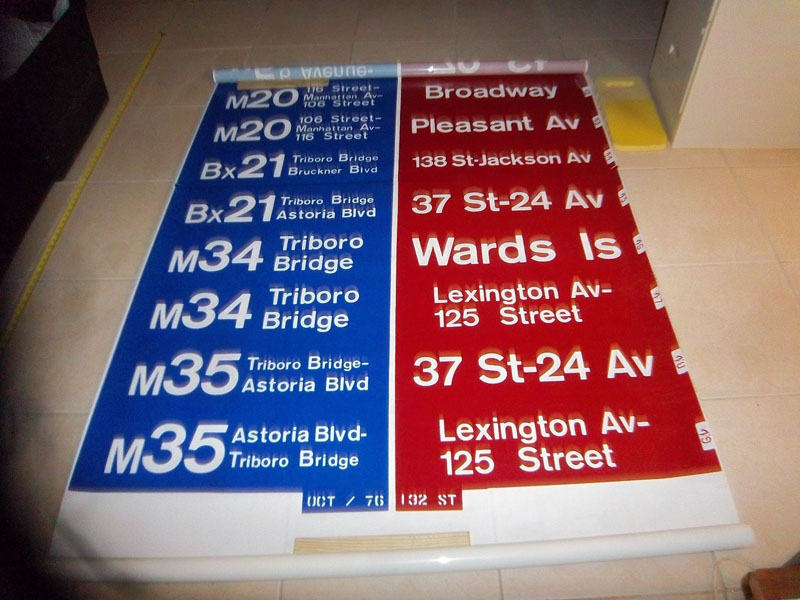 6 Avenue-
M20 116 Street-
Manhattan Av-
106 Street
Broadway
M20 106 Street-
Manhattan Av-
116 Street
Pleasant Av
Bx21 Triboro Bridge
Bruckner Blvd
138 St-Jackson Av
Bx21 Triboro Bridge
Astoria Blvd
37 St-24 Av
M34 Triboro
Bridge
Wards Is
M34 Triboro
Bridge
Lexington Av-
125 Street
M35 Triboro Bridge-
Astoria Blvd
37 St-24 Av
M35 Astoria Blvd-
Triboro Bridge
Lexington Av-
125 Street
OCT / 76
132 ST